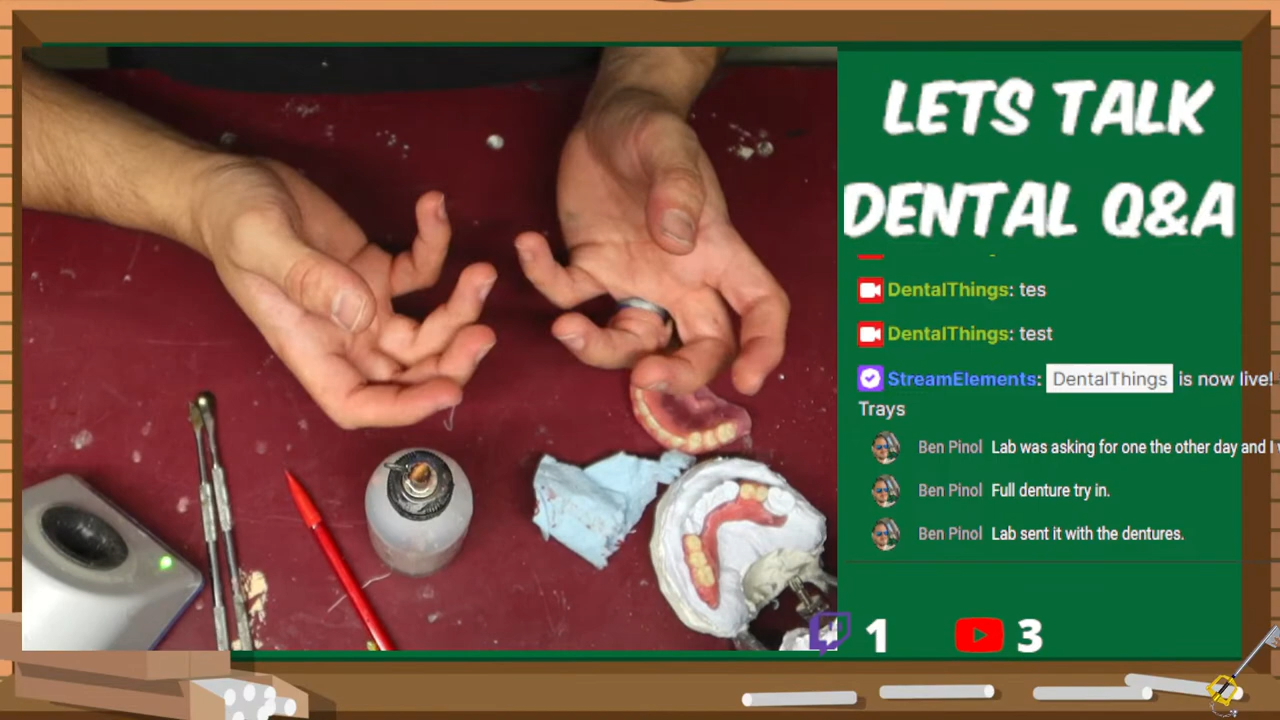 LETS TALK
DENTAL Q&A
DentalThings: tes
DentalThings: test
StreamElements: DentalThings is now live!
Trays
Ben Pinol Lab was asking for one the other day and I
Ben Pinol Full denture try in.
Ben Pinol Lab sent it with the dentures.
1 3